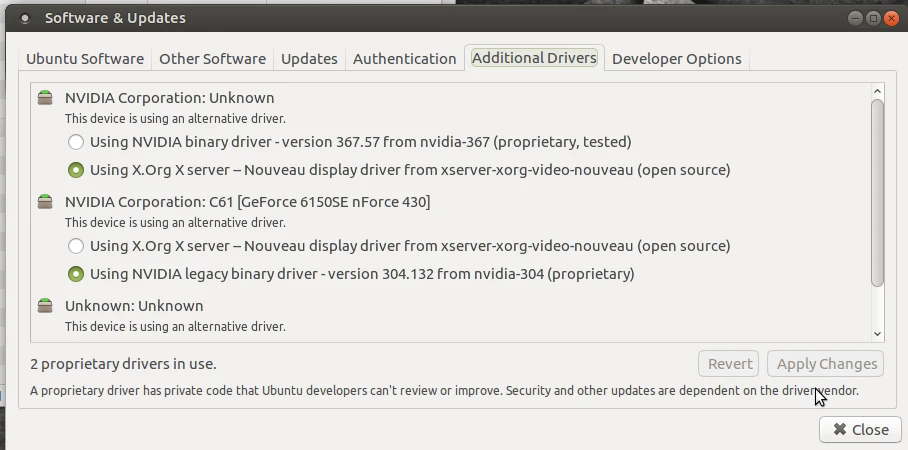 Software & Updates
Ubuntu Software Other Software Updates Authentication Additional Drivers Developer Options
NVIDIA Corporation: Unknown
This device is using an alternative driver.
Using NVIDIA binary driver - version 367.57 from nvidia-367 (proprietary, tested)
Using X.Org X server -- Nouveau display driver from xserver-xorg-video-nouveau (open source)
NVIDIA Corporation: C61 [GeForce 6150SE nForce 430]
This device is using an alternative driver.
Using X.Org X server -- Nouveau display driver from xserver-xorg-video-nouveau (open source)
Using NVIDIA legacy binary driver - version 304.132 from nvidia-304 (proprietary)
Unknown: Unknown
This device is using an alternative driver.
2 proprietary drivers in use. Revert Apply Changes
A proprietary driver has private code that Ubuntu developers can't review or improve. Security and other updates are dependent on the driver vendor.
Close